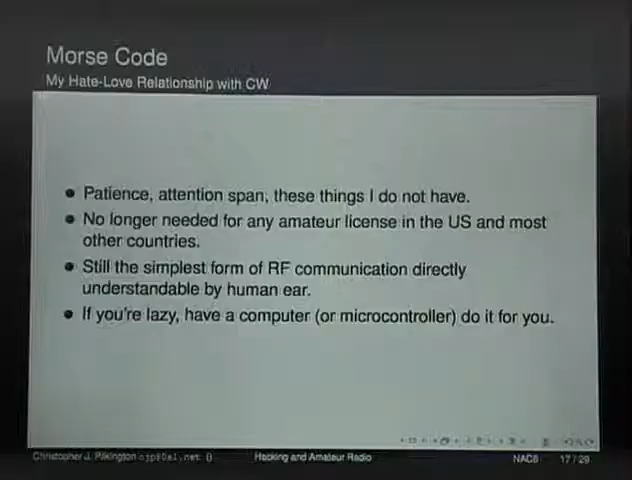 Morse Code
My Hate-Love Relationship with CW
Patience, attention span, these things I do not have.
No longer needed for any amateur license in the US and most
other countries.
Still the simplest form of RF communication directly
understandable by human ear.
If you're lazy, have a computer (or microcontroller) do it for you.
Christopher J. Pilkington ()
Hacking and Amateur Radio
NAC6
17 / 29